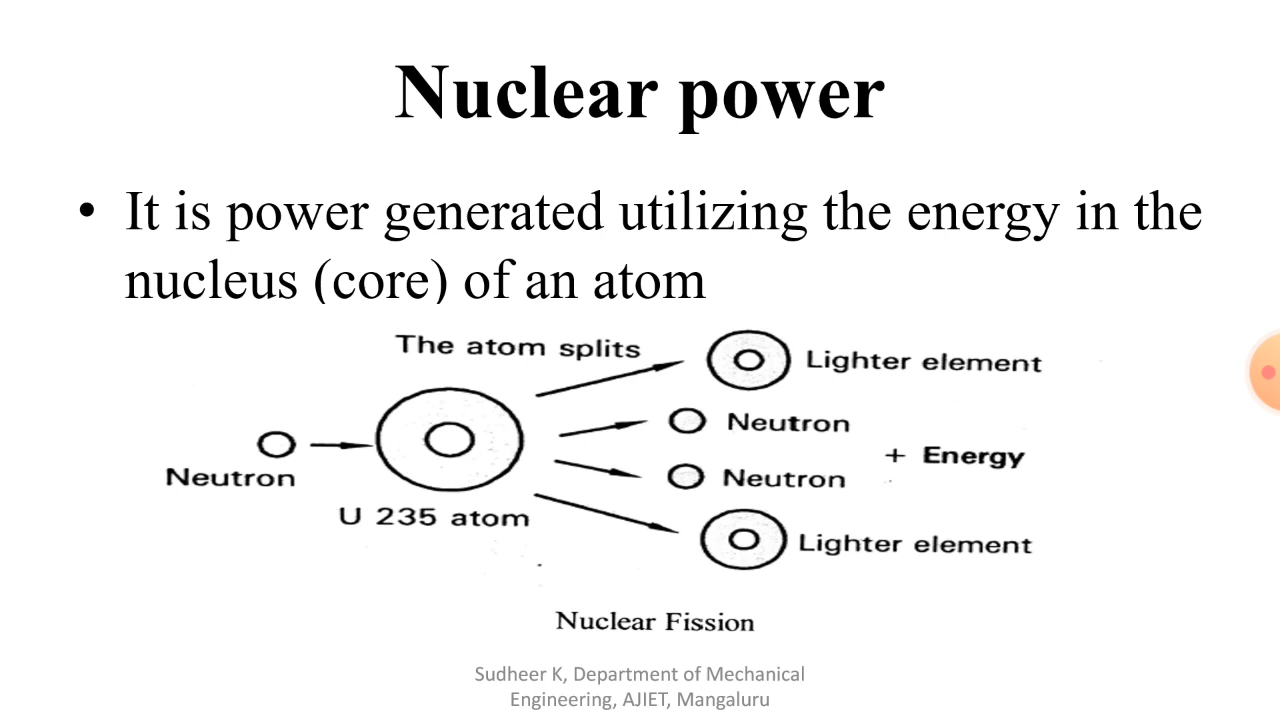 Nuclear power
• It is power generated utilizing the energy in the
nucleus (core) of an atom
The atom splits
Lighter element
Neutron
+ Energy
Neutron
Neutron
U 235 atom
Lighter element
Nuclear Fission
Sudheer K, Department of Mechanical
Engineering, AJIET, Mangaluru